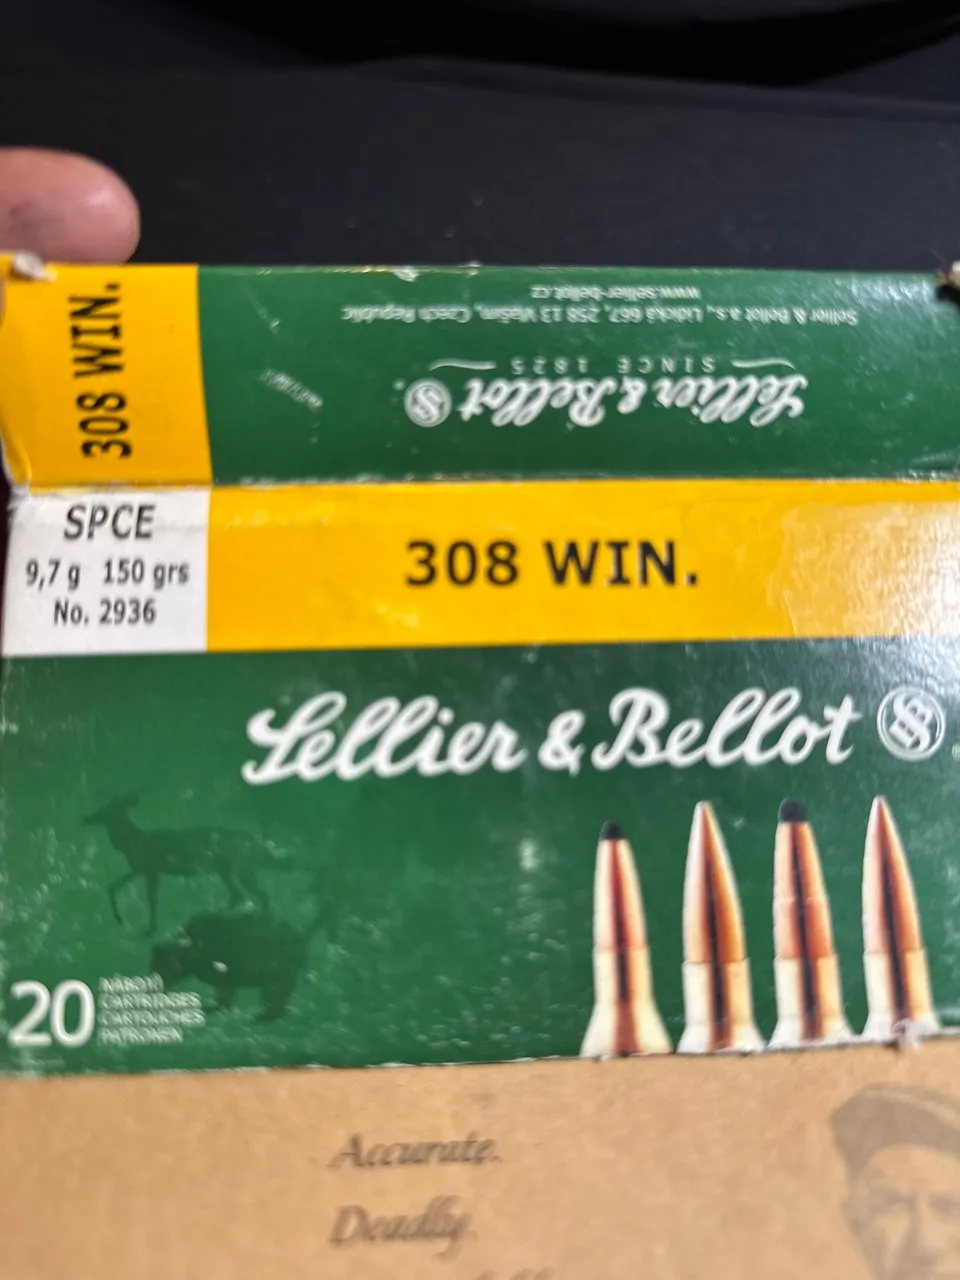 308 WIN.
Sellier & Bellot a.s., Lidická 667, 258 13 Vlašim, Czech Republic
www.sellier-bellot.cz
Sellier & Bellot
SINCE 1825
SPCE
9,7 g 150 grs
No. 2936
308 WIN.
Sellier & Bellot
20
NÁBOJŮ
CARTRIDGES
CARTOUCHES
PATRONEN
Accurate.
Deadly.